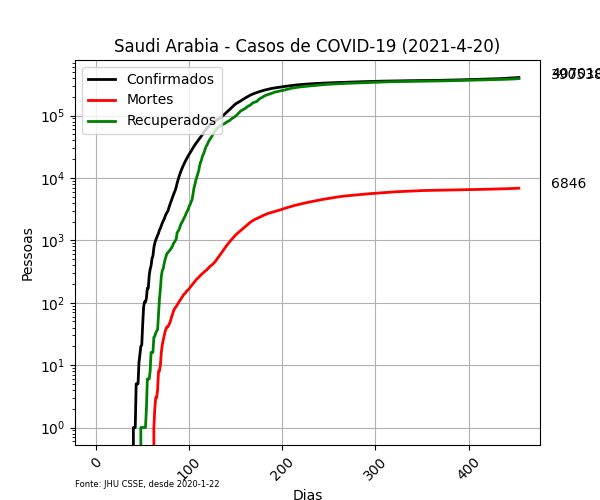 Saudi Arabia - Casos de COVID-19 (2021-4-20)
Confirmados
Mortes
Recuperados
6846
Pessoas
10^5
10^4
10^3
10^2
10^1
10^0
0
100
200
300
400
Fonte: JHU CSSE, desde 2020-1-22
Dias